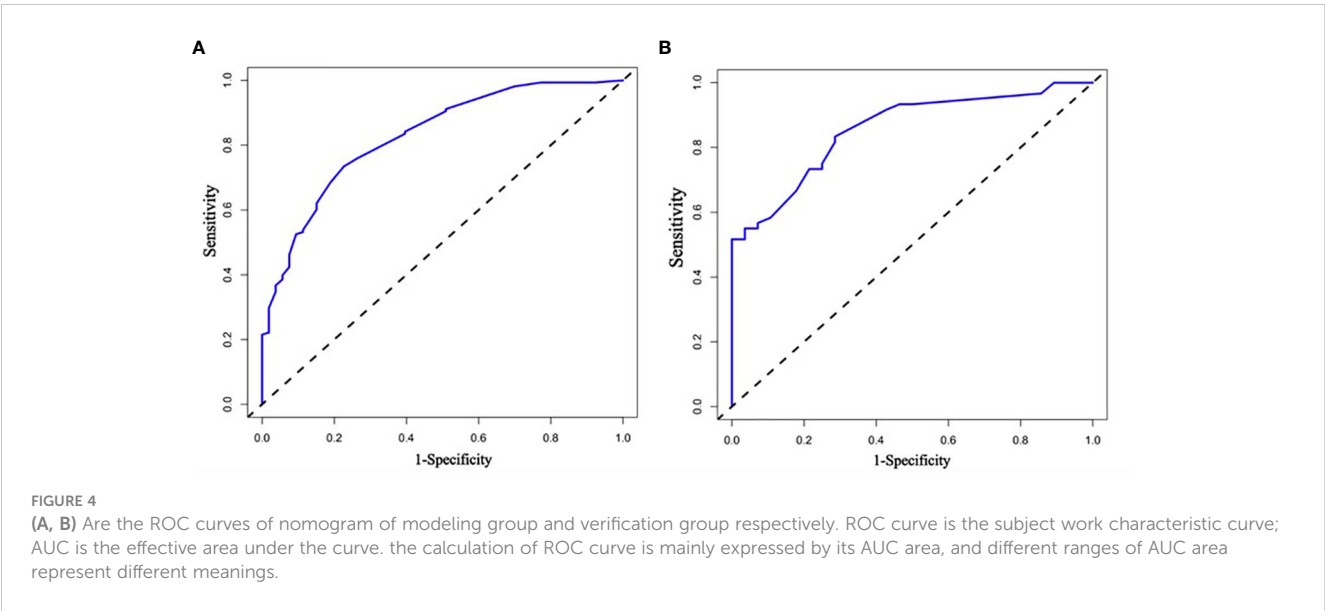 A
B
1.0
0.8
0.6
0.4
0.2
0.0
Sensitivity
0.0 0.2 0.4 0.6 0.8 1.0
1-Specificity
1.0
0.8
0.6
0.4
0.2
0.0
Sensitivity
0.0 0.2 0.4 0.6 0.8 1.0
1-Specificity
FIGURE 4
(A, B) Are the ROC curves of nomogram of modeling group and verification group respectively. ROC curve is the subject work characteristic curve;
AUC is the effective area under the curve. the calculation of ROC curve is mainly expressed by its AUC area, and different ranges of AUC area
represent different meanings.